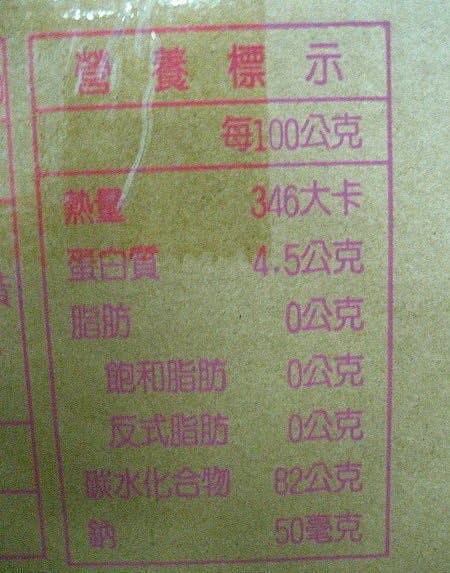 營養標示
每100公克
熱量 346大卡
蛋白質 4.5公克
脂肪 0公克
飽和脂肪 0公克
反式脂肪 0公克
碳水化合物 82公克
鈉 50毫克